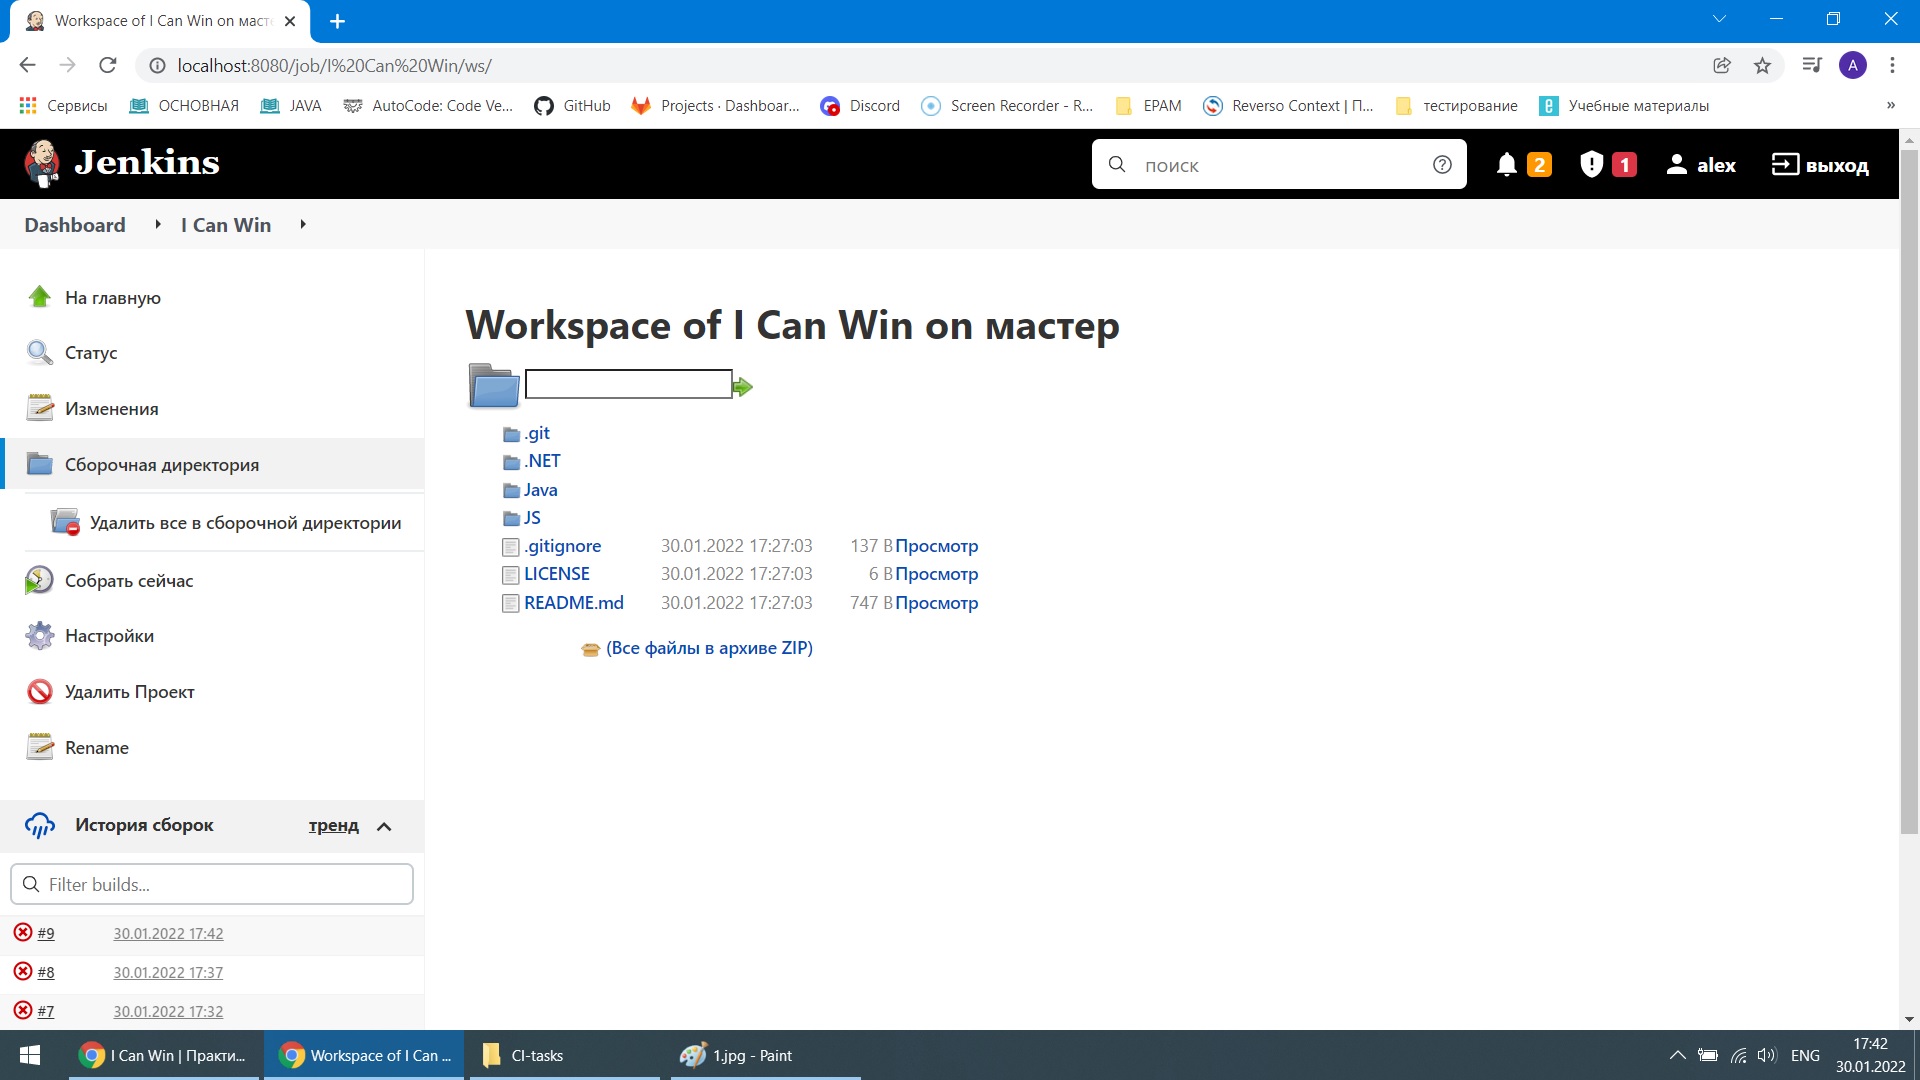 Workspace of I Can Win on маст
localhost:8080/job/I%20Can%20Win/ws/
A
Сервисы
ОСНОВНАЯ
JAVA
AutoCode: Code Ve...
GitHub
Projects · Dashboar...
Discord
Screen Recorder - R...
EPAM
Reverso Context | П...
тестирование
Учебные материалы
»
Jenkins
поиск
2
1
alex
выход
Dashboard
I Can Win
На главную
Статус
Изменения
Сборочная директория
Удалить все в сборочной директории
Собрать сейчас
Настройки
Удалить Проект
Rename
История сборок
тренд
Filter builds...
#9 30.01.2022 17:42
#8 30.01.2022 17:37
#7 30.01.2022 17:32
Workspace of I Can Win on мастер
.git
.NET
Java
JS
.gitignore 30.01.2022 17:27:03 137 B Просмотр
LICENSE 30.01.2022 17:27:03 6 B Просмотр
README.md 30.01.2022 17:27:03 747 B Просмотр
(Все файлы в архиве ZIP)
I Can Win | Практи...
Workspace of I Can ...
CI-tasks
1.jpg - Paint
ENG
17:42
30.01.2022